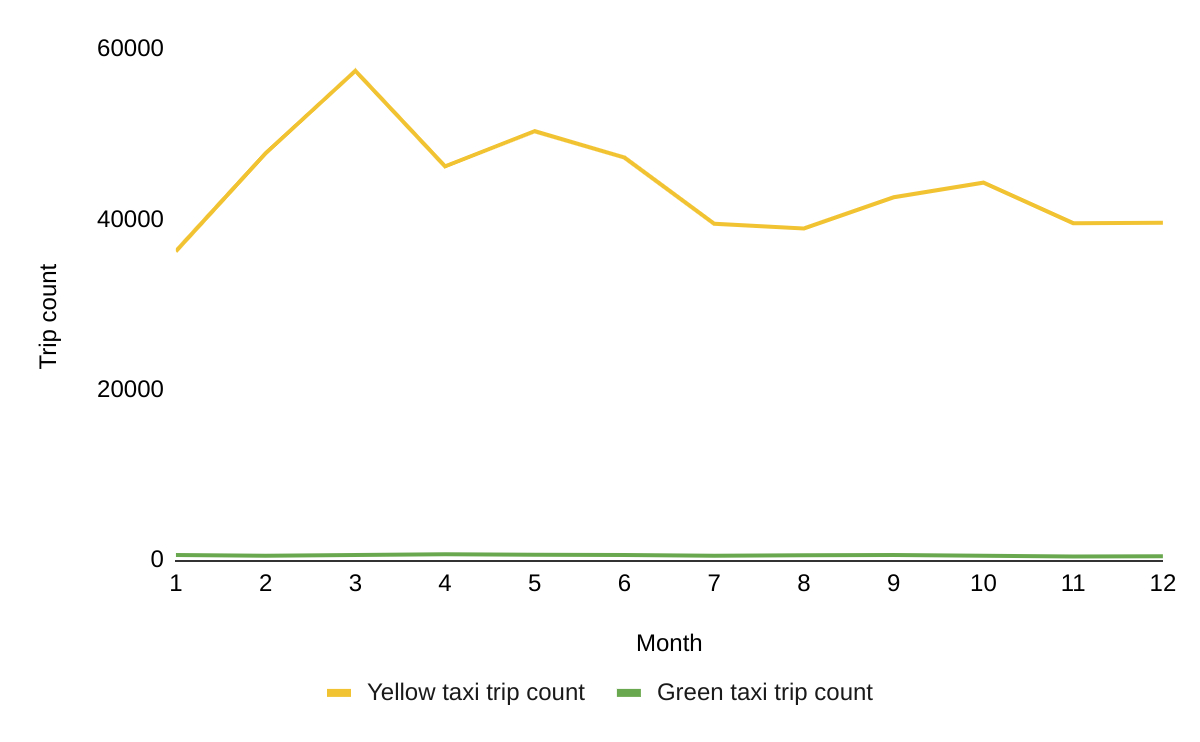 60000
40000
20000
0
Trip count
1 2 3 4 5 6 7 8 9 10 11 12
Month
Yellow taxi trip count Green taxi trip count